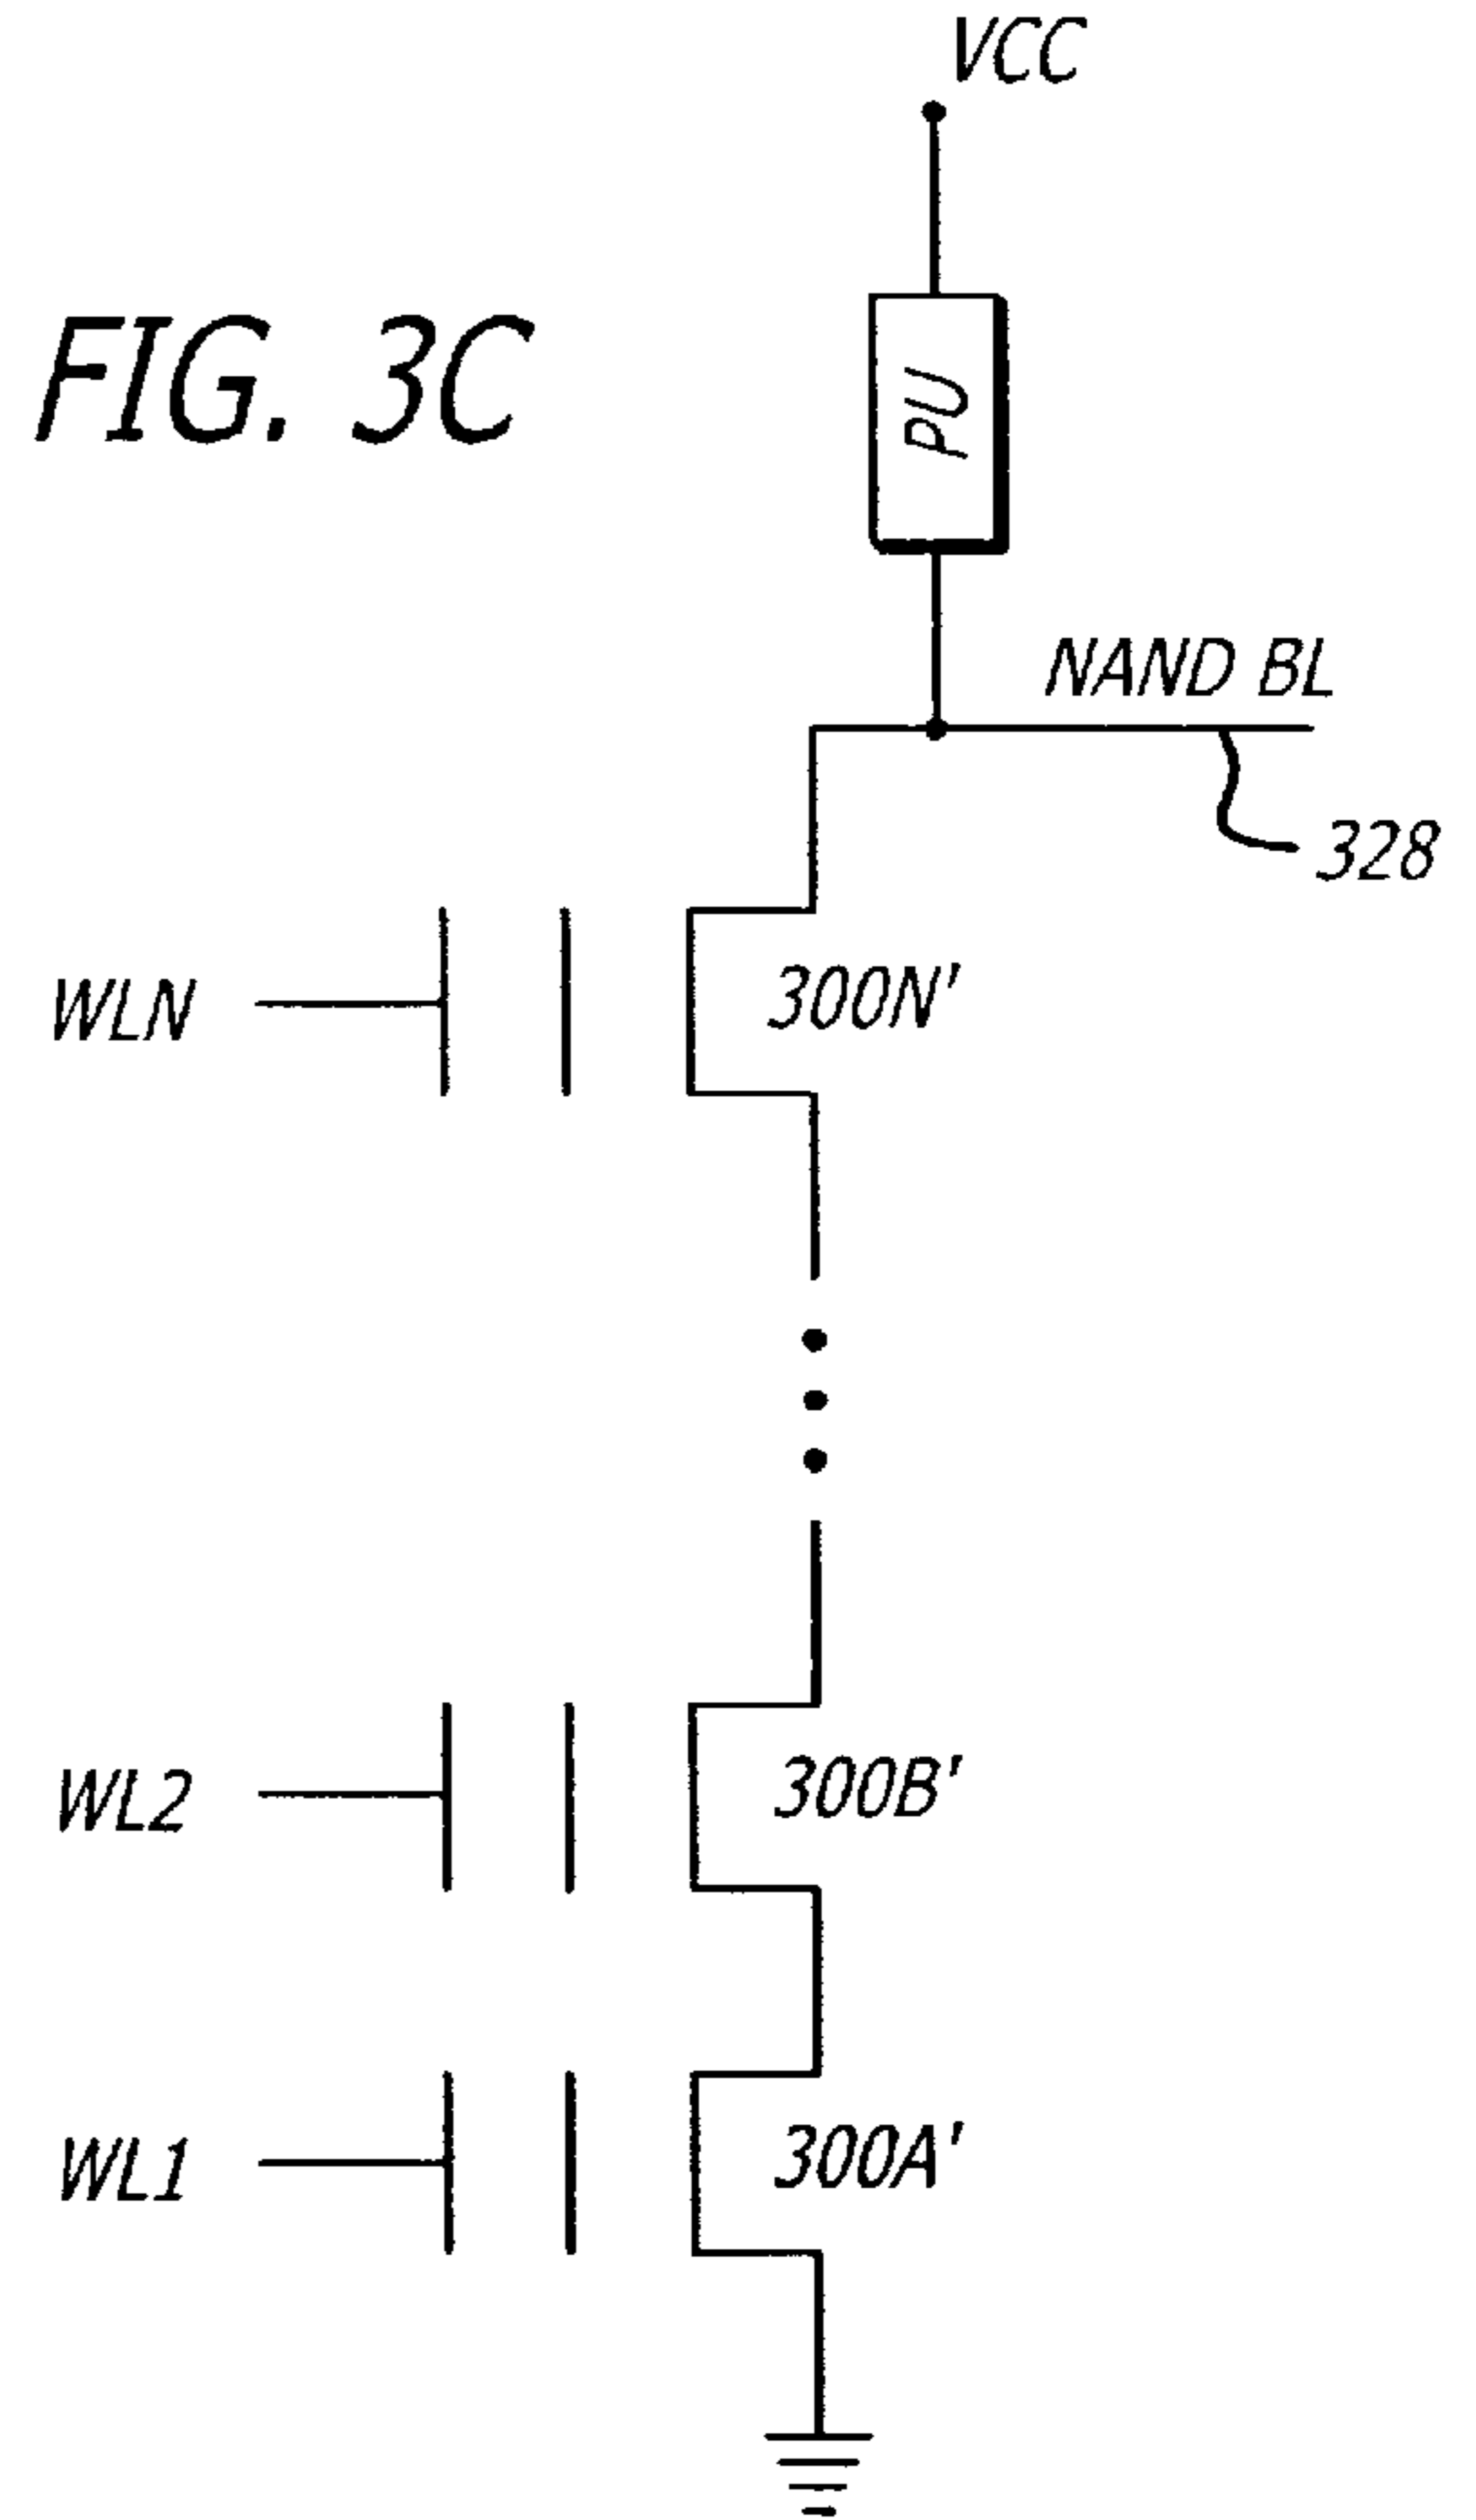 VCC
FIG. 3C
PU
NAND BL
328
WLN
300N'
WL2
300B'
WL1
300A'